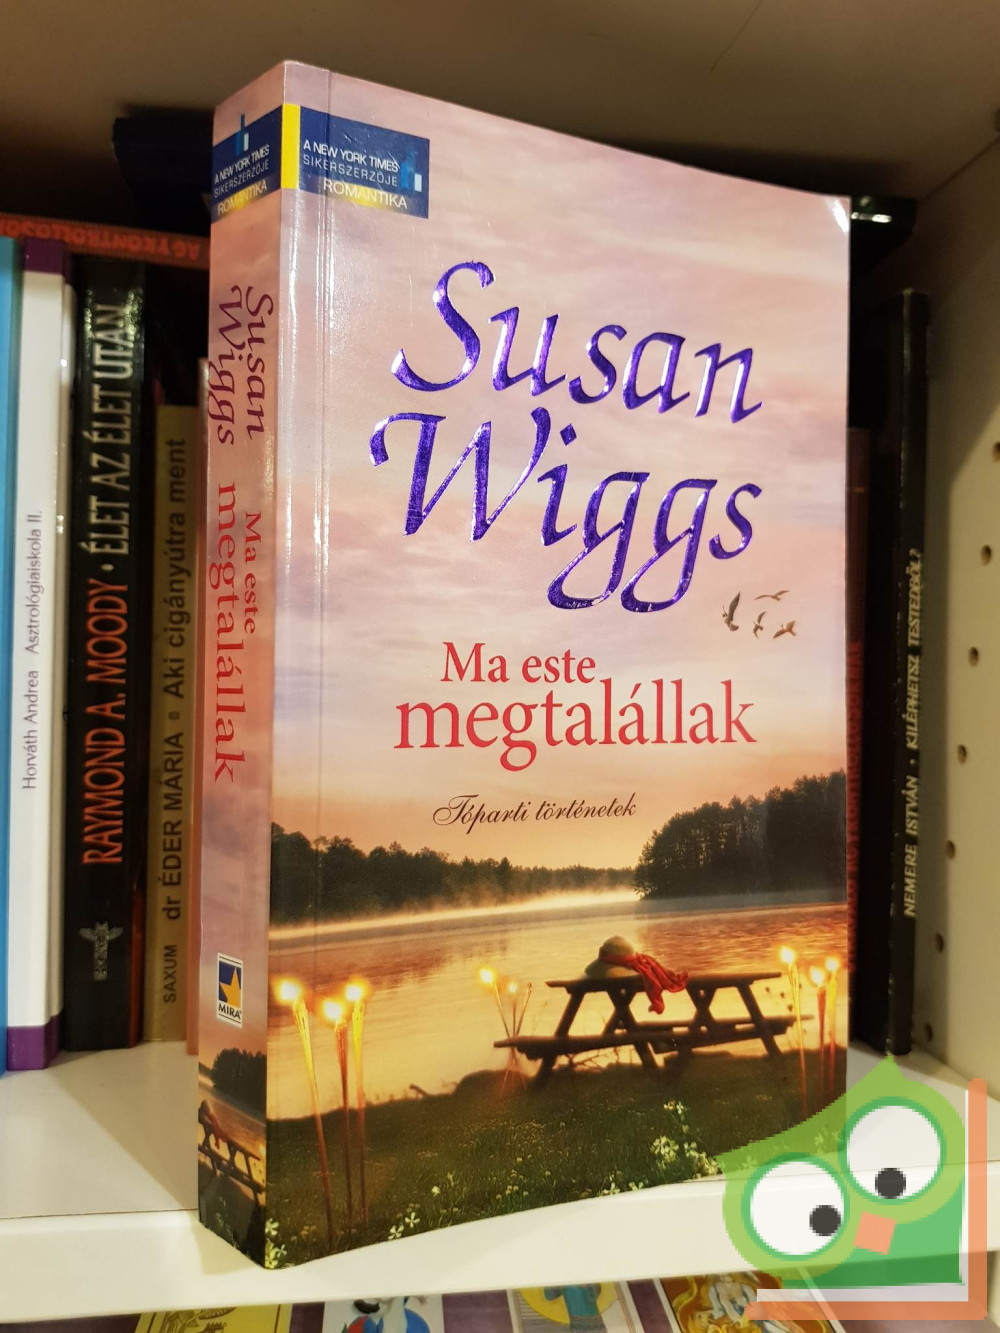 A NEW YORK TIMES
SIKERSZERZŐJE
ROMANTIKA
Susan
Wiggs
Ma este
megtalállak
Tóparti történetek
A NEW YORK TIMES
SIKERSZERZŐJE
ROMANTIKA
Susan
Wiggs
Ma este
megtalállak
MIRA
Horváth Andrea Asztrológiaiskola II.
RAYMOND A. MOODY • ÉLET AZ ÉLET UTÁN
SAXUM dr ÉDER MÁRIA Aki cigányútra ment
NEMERE ISTVÁN • KILÉPHETSZ TESTEDBŐL?